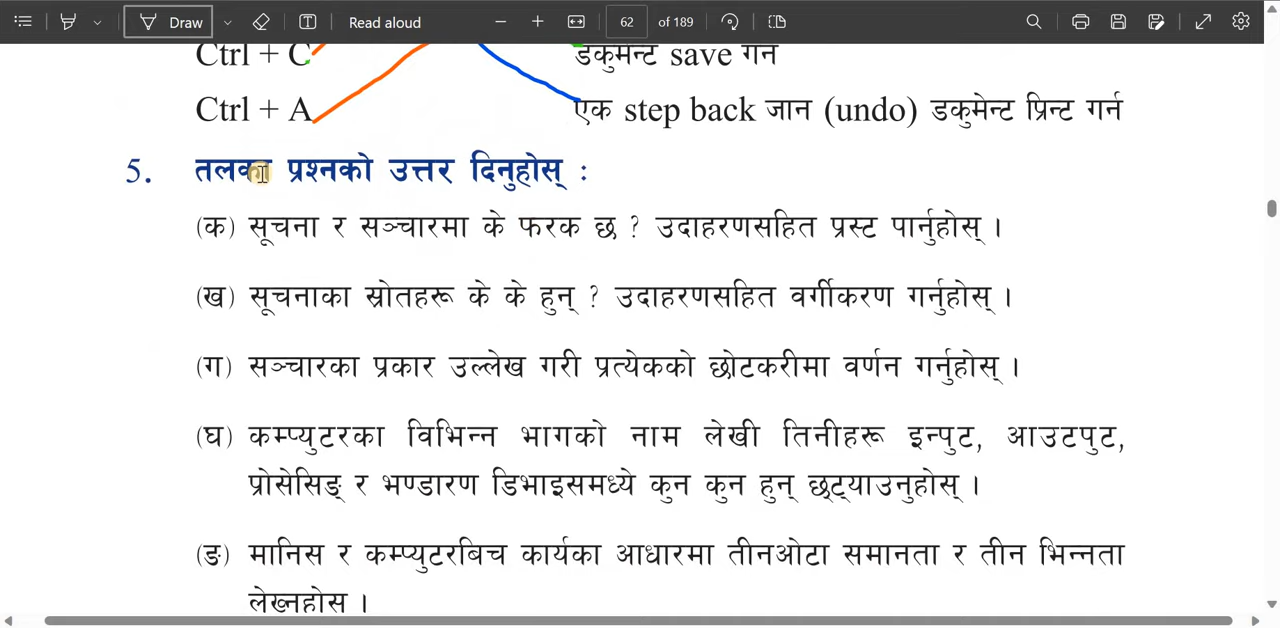 Draw
Read aloud
62
of 189
Ctrl + C
डकुमेन्ट save गर्न
Ctrl + A
एक step back जान (undo) डकुमेन्ट प्रिन्ट गर्न
5. तलका प्रश्नको उत्तर दिनुहोस् :
(क) सूचना र सञ्चारमा के फरक छ ? उदाहरणसहित प्रस्ट पार्नुहोस् ।
(ख) सूचनाका स्रोतहरू के के हुन् ? उदाहरणसहित वर्गीकरण गर्नुहोस् ।
(ग) सञ्चारका प्रकार उल्लेख गरी प्रत्येकको छोटकरीमा वर्णन गर्नुहोस् ।
(घ) कम्प्युटरका विभिन्न भागको नाम लेखी तिनीहरू इन्पुट, आउटपुट,
प्रोसेसिङ् र भण्डारण डिभाइसमध्ये कुन कुन हुन् छट्याउनुहोस् ।
(ङ) मानिस र कम्प्युटरबिच कार्यका आधारमा तीनओटा समानता र तीन भिन्नता
लेख्नुहोस् ।